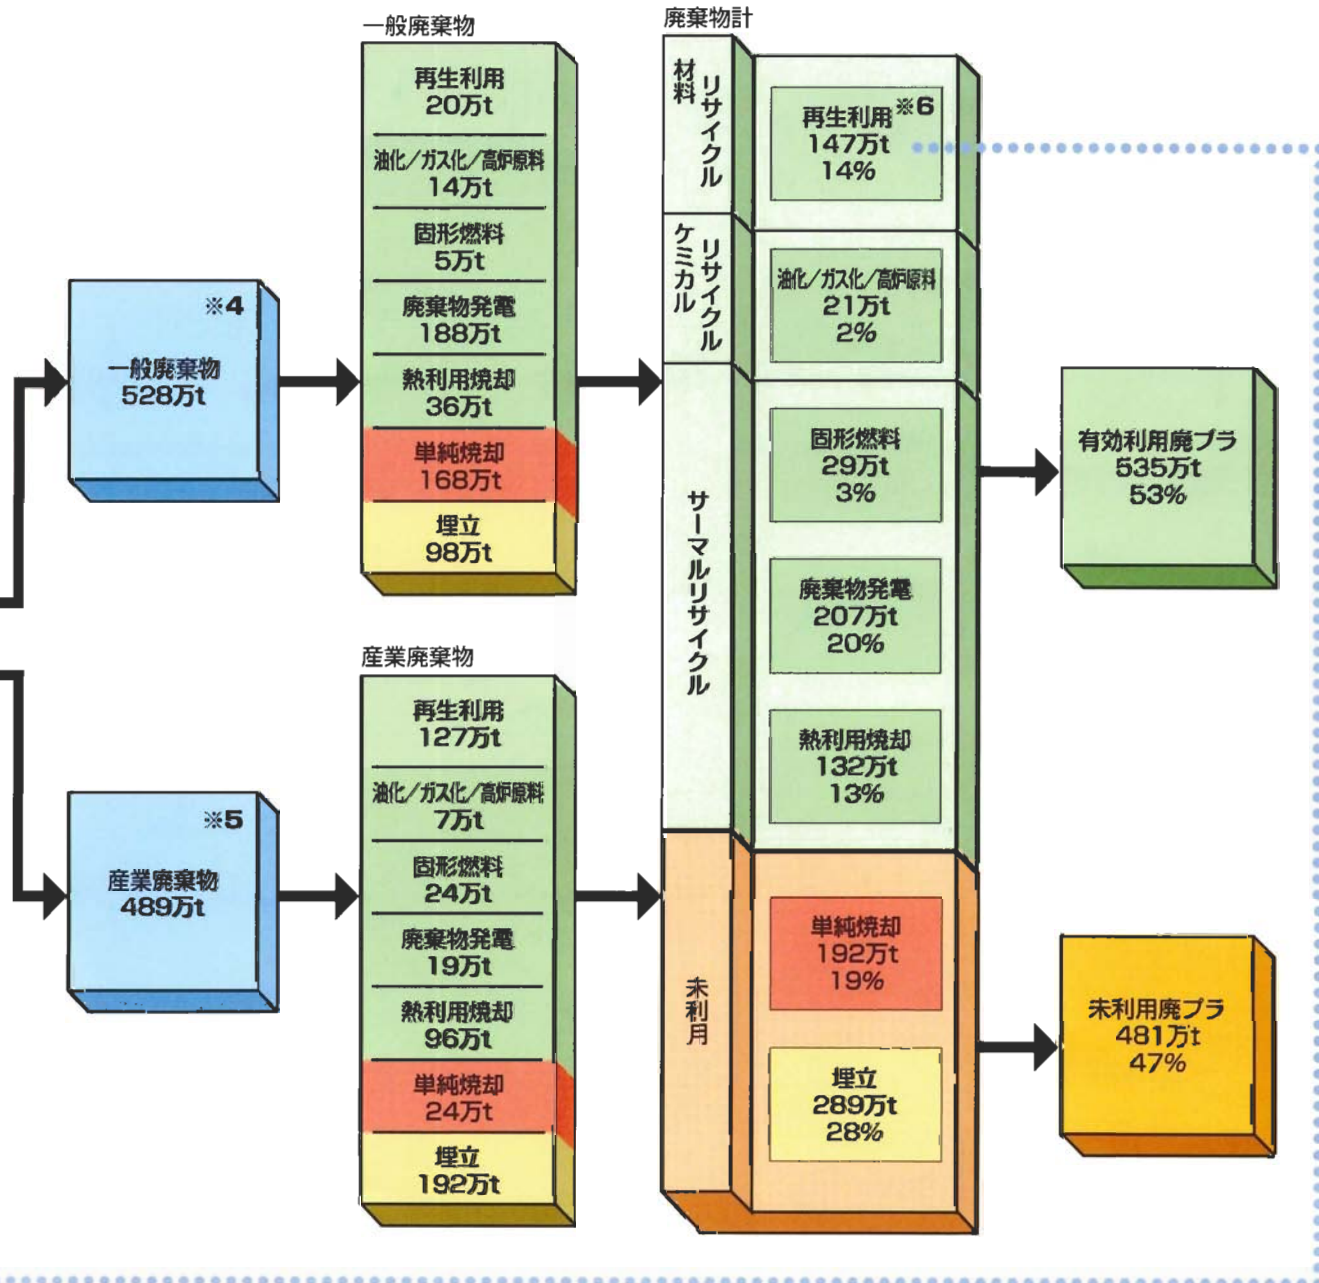 一般廃棄物
再生利用
20万t
油化／ガス化／高炉原料
14万t
固形燃料
5万t
廃棄物発電
188万t
熱利用焼却
36万t
単純焼却
168万t
埋立
98万t
※4
一般廃棄物
528万t
産業廃棄物
再生利用
127万t
油化／ガス化／高炉原料
7万t
固形燃料
24万t
廃棄物発電
19万t
熱利用焼却
96万t
単純焼却
24万t
埋立
192万t
※5
産業廃棄物
489万t
廃棄物計
材料
リサイクル
再生利用※6
147万t
14%
ケミカル
リサイクル
油化／ガス化／高炉原料
21万t
2%
サーマルリサイクル
固形燃料
29万t
3%
廃棄物発電
207万t
20%
熱利用焼却
132万t
13%
未利月
単純焼却
192万t
19%
埋立
289万t
28%
有効利用廃プラ
535万t
53%
未利用廃プラ
481万t
47%